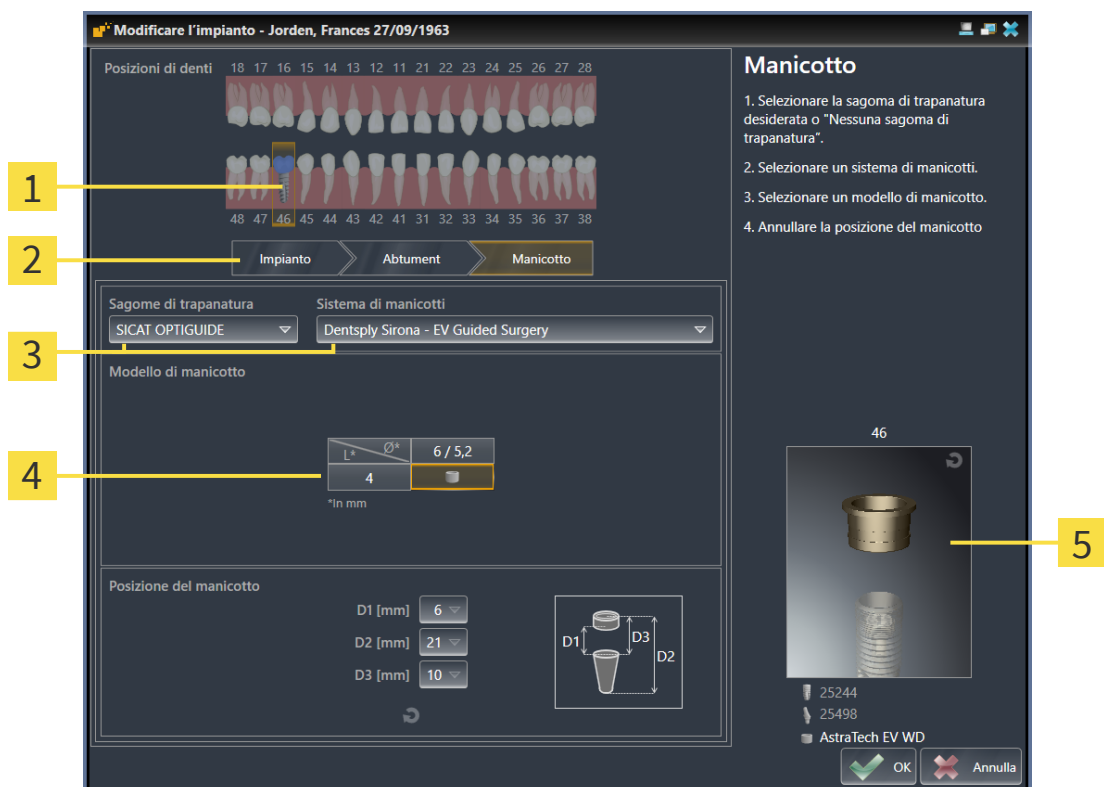 Modificare l'impianto - Jorden, Frances 27/09/1963
Posizioni di denti
18 17 16 15 14 13 12 11 21 22 23 24 25 26 27 28
1
48 47 46 45 44 43 42 41 31 32 33 34 35 36 37 38
2
Impianto
Abtument
Manicotto
Sagome di trapanatura
Sistema di manicotti
SICAT OPTIGUIDE
Dentsply Sirona - EV Guided Surgery
3
Modello di manicotto
L*
Ø*
6 / 5,2
4
4
*In mm
Posizione del manicotto
D1 [mm] 6
D2 [mm] 21
D3 [mm] 10
D1
D3
D2
Manicotto
1. Selezionare la sagoma di trapanatura
desiderata o "Nessuna sagoma di
trapanatura".
2. Selezionare un sistema di manicotti.
3. Selezionare un modello di manicotto.
4. Annullare la posizione del manicotto
46
5
25244
25498
AstraTech EV WD
OK
Annulla